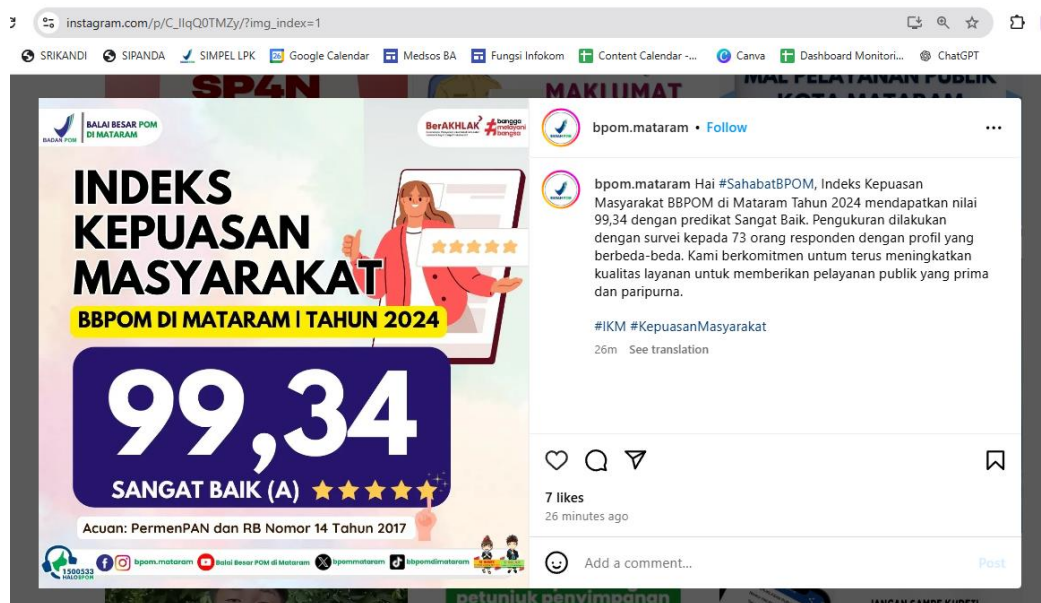 instagram.com/p/C_IIqQ0TMZy/?img_index=1
SRIKANDI SIPANDA SIMPEL LPK Google Calendar Medsos BA Fungsi Infokom Content Calendar -... Canva Dashboard Monitori... ChatGPT
SP4N
MAKLUMAT
MAL PELAYANAN PUBLIK
KOTA MATARAM
BADAN POM
BALAI BESAR POM
DI MATARAM
BerAKHLAK
#bangga
melayani
bangsa
INDEKS
KEPUASAN
MASYARAKAT
BBPOM DI MATARAM | TAHUN 2024
99,34
SANGAT BAIK (A)
Acuan: PermenPAN dan RB Nomor 14 Tahun 2017
1500533
HALOBPOM
bpom.mataram Balai Besar POM di Mataram bpommataram bbpomdimataram
bpom.mataram • Follow
bpom.mataram Hai #SahabatBPOM, Indeks Kepuasan
Masyarakat BBPOM di Mataram Tahun 2024 mendapatkan nilai
99,34 dengan predikat Sangat Baik. Pengukuran dilakukan
dengan survei kepada 73 orang responden dengan profil yang
berbeda-beda. Kami berkomitmen untum terus meningkatkan
kualitas layanan untuk memberikan pelayanan publik yang prima
dan paripurna.
#IKM #KepuasanMasyarakat
26m See translation
7 likes
26 minutes ago
Add a comment...
Post
petunjuk penyimpanan